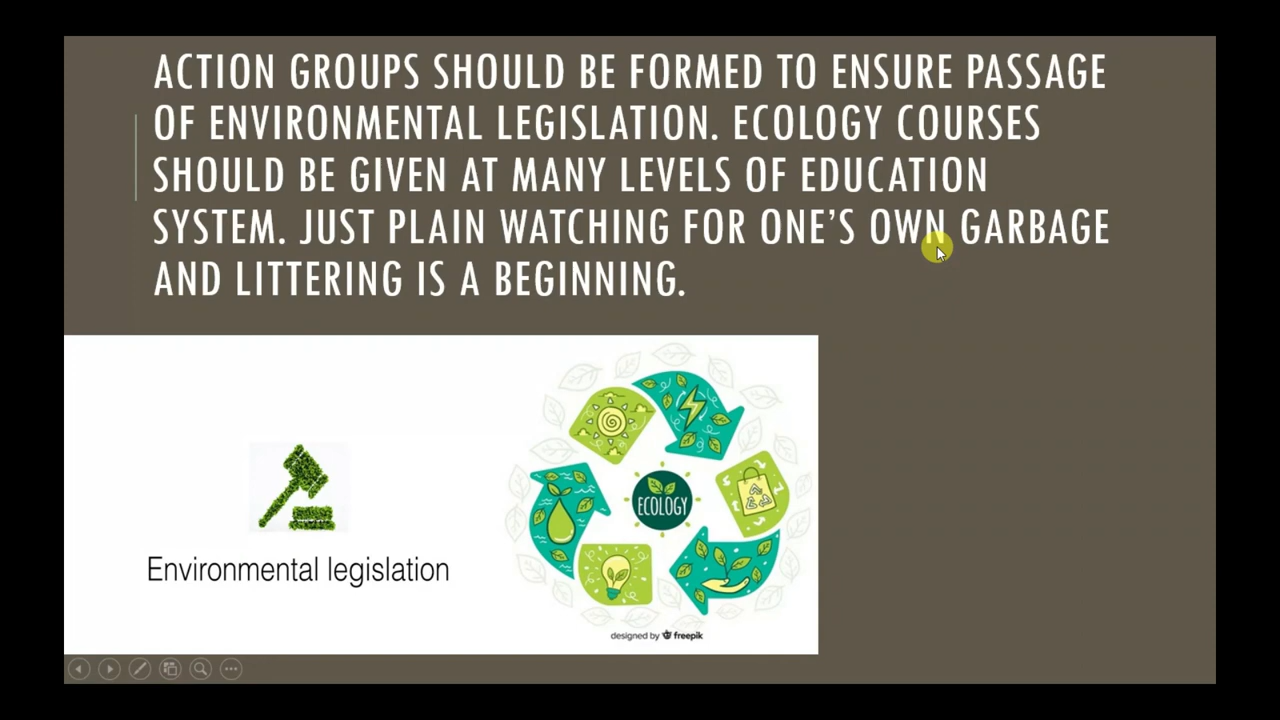 ACTION GROUPS SHOULD BE FORMED TO ENSURE PASSAGE
OF ENVIRONMENTAL LEGISLATION. ECOLOGY COURSES
SHOULD BE GIVEN AT MANY LEVELS OF EDUCATION
SYSTEM. JUST PLAIN WATCHING FOR ONE’S OWN GARBAGE
AND LITTERING IS A BEGINNING.
Environmental legislation
ECOLOGY
designed by freepik